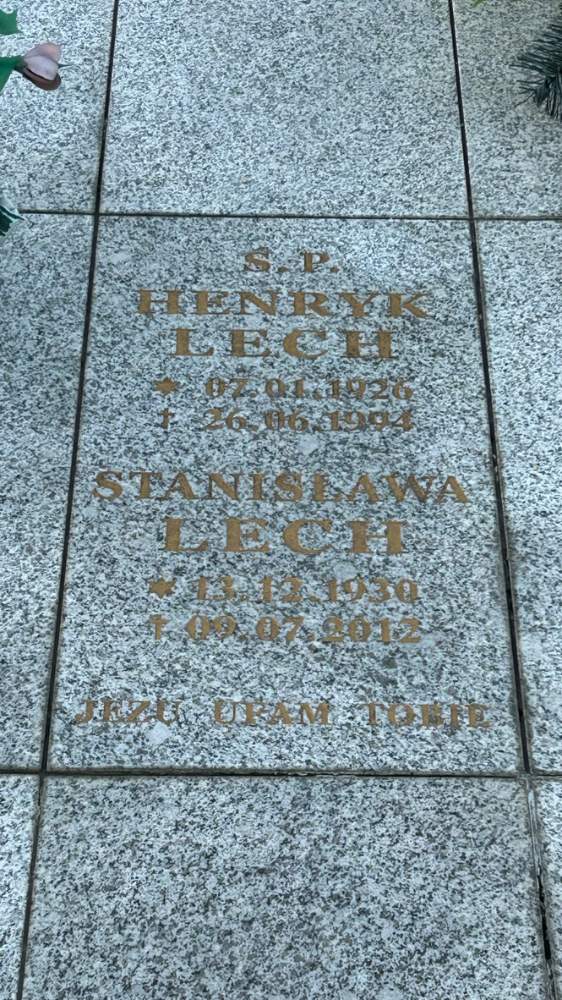 Ś. P.
HENRYK
LECH
* 07.01.1926
† 26.06.1994
STANISŁAWA
LECH
* 13.12.1930
† 09.07.2012
JEZU UFAM TOBIE